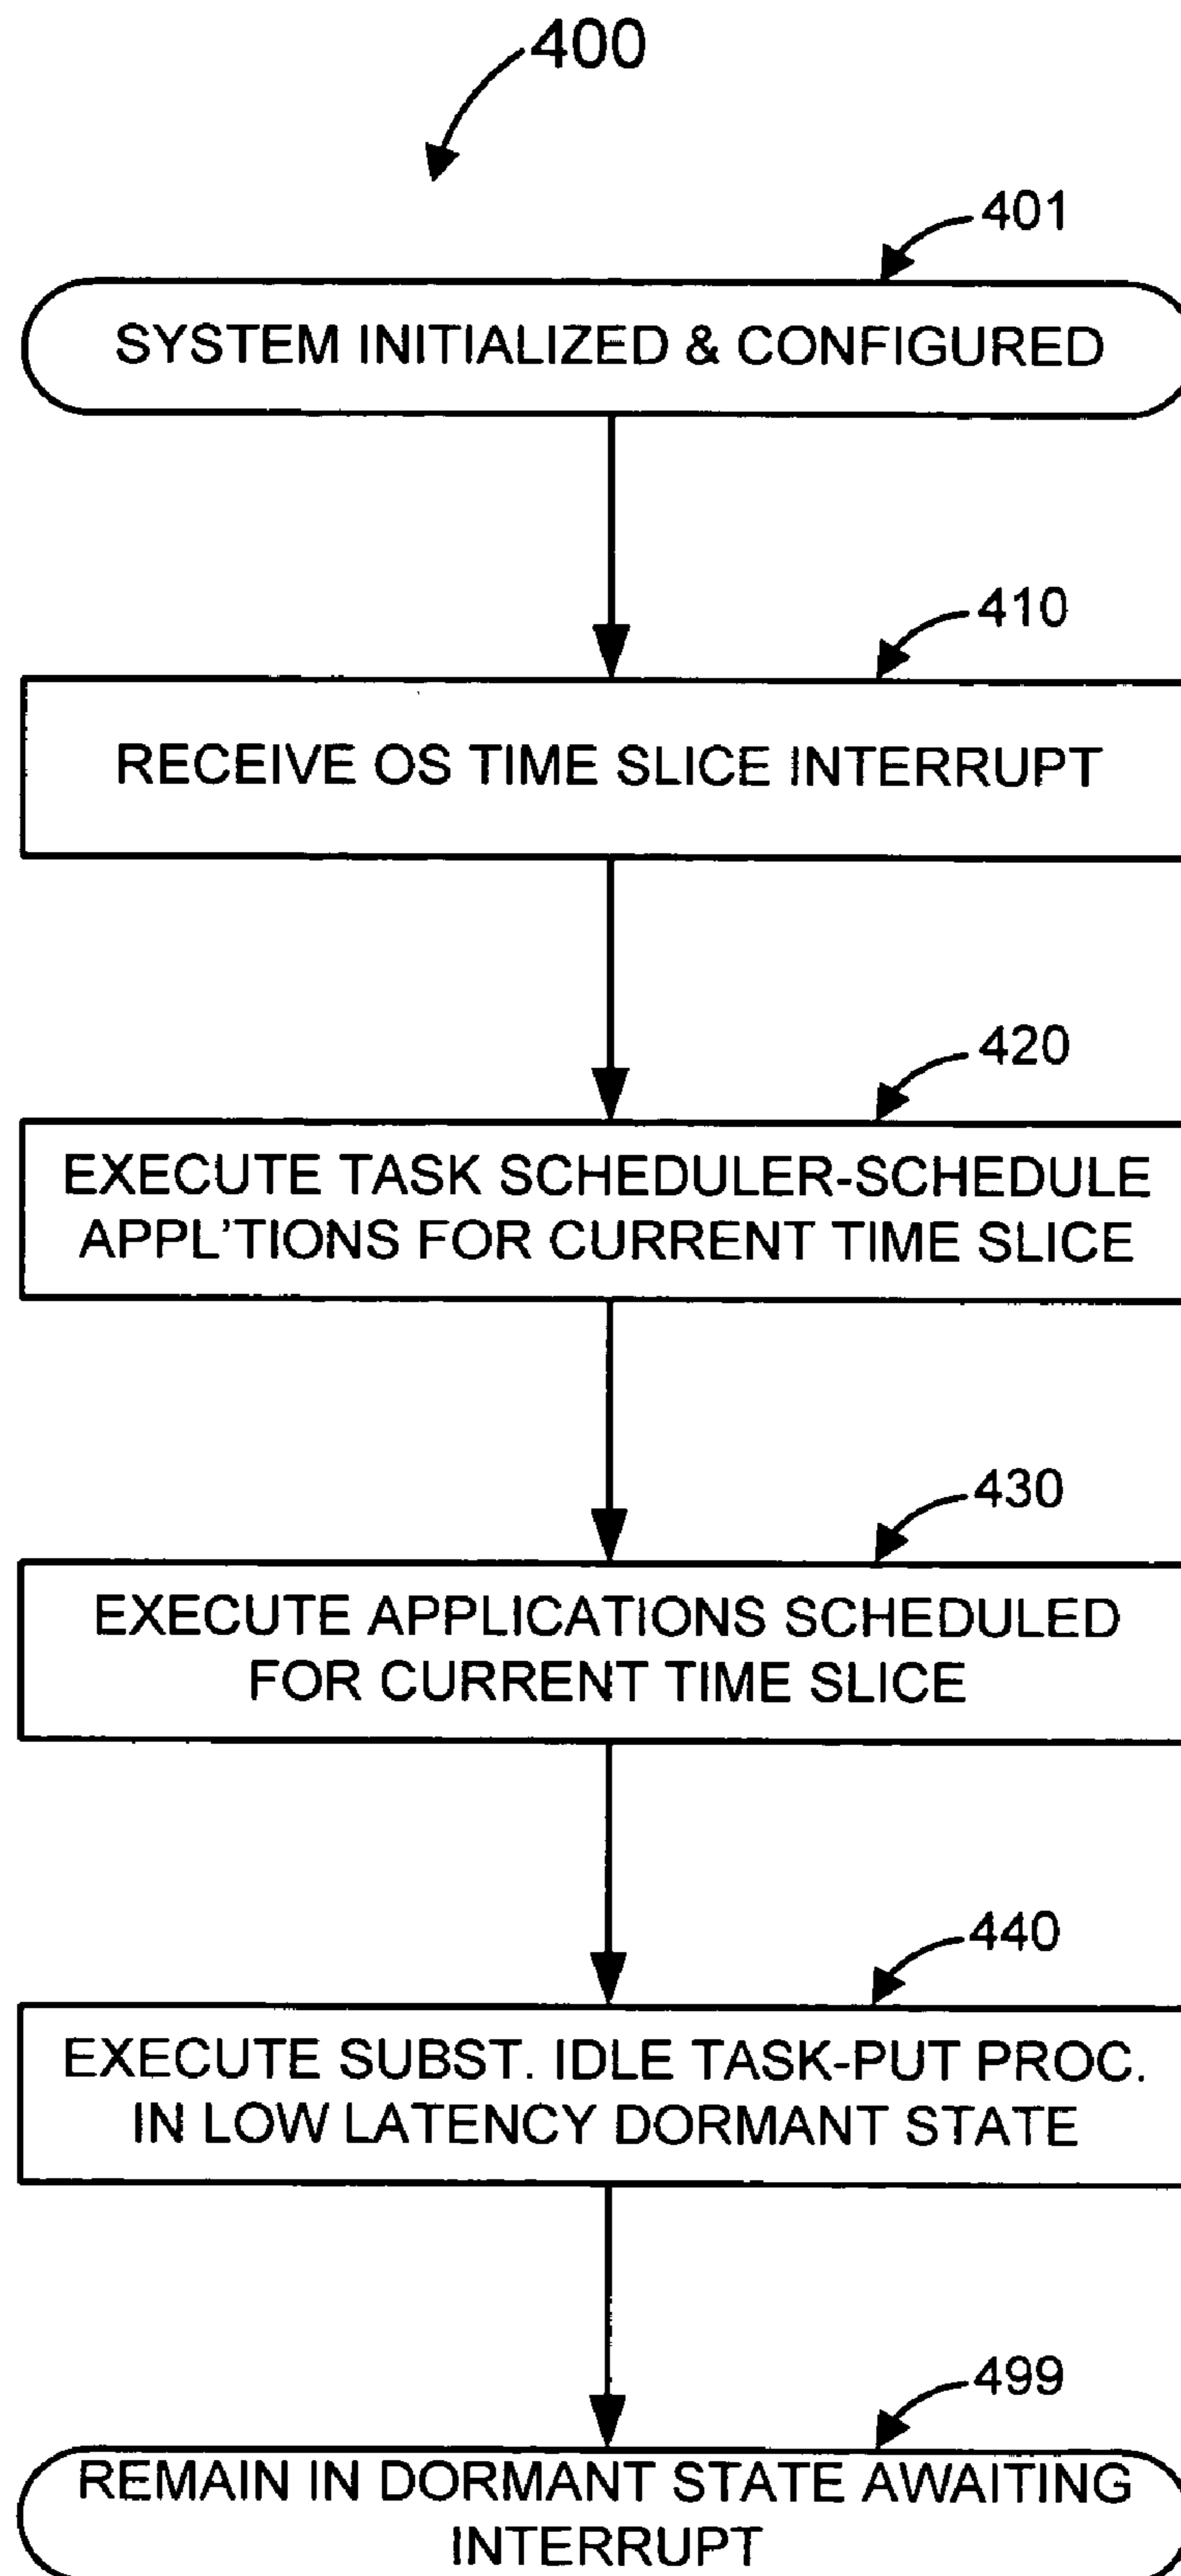 400
401
SYSTEM INITIALIZED & CONFIGURED
410
RECEIVE OS TIME SLICE INTERRUPT
420
EXECUTE TASK SCHEDULER-SCHEDULE
APPL'TIONS FOR CURRENT TIME SLICE
430
EXECUTE APPLICATIONS SCHEDULED
FOR CURRENT TIME SLICE
440
EXECUTE SUBST. IDLE TASK-PUT PROC.
IN LOW LATENCY DORMANT STATE
499
REMAIN IN DORMANT STATE AWAITING
INTERRUPT